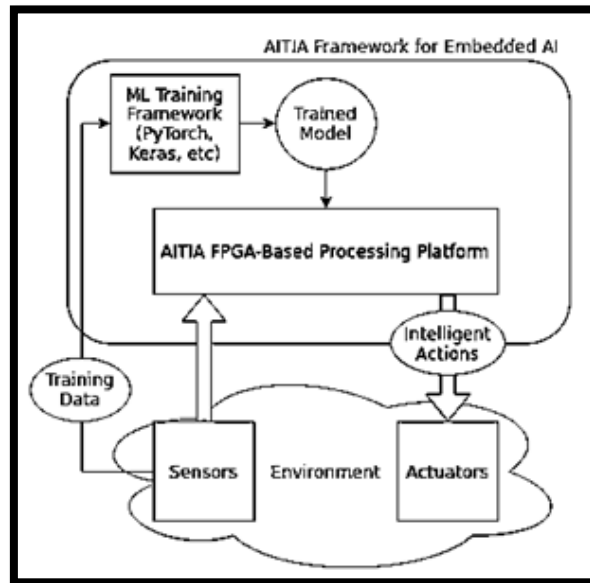 AITIA Framework for Embedded AI
ML Training
Framework
(PyTorch,
Keras, etc)
Trained
Model
AITIA FPGA-Based Processing Platform
Intelligent
Actions
Training
Data
Sensors
Environment
Actuators